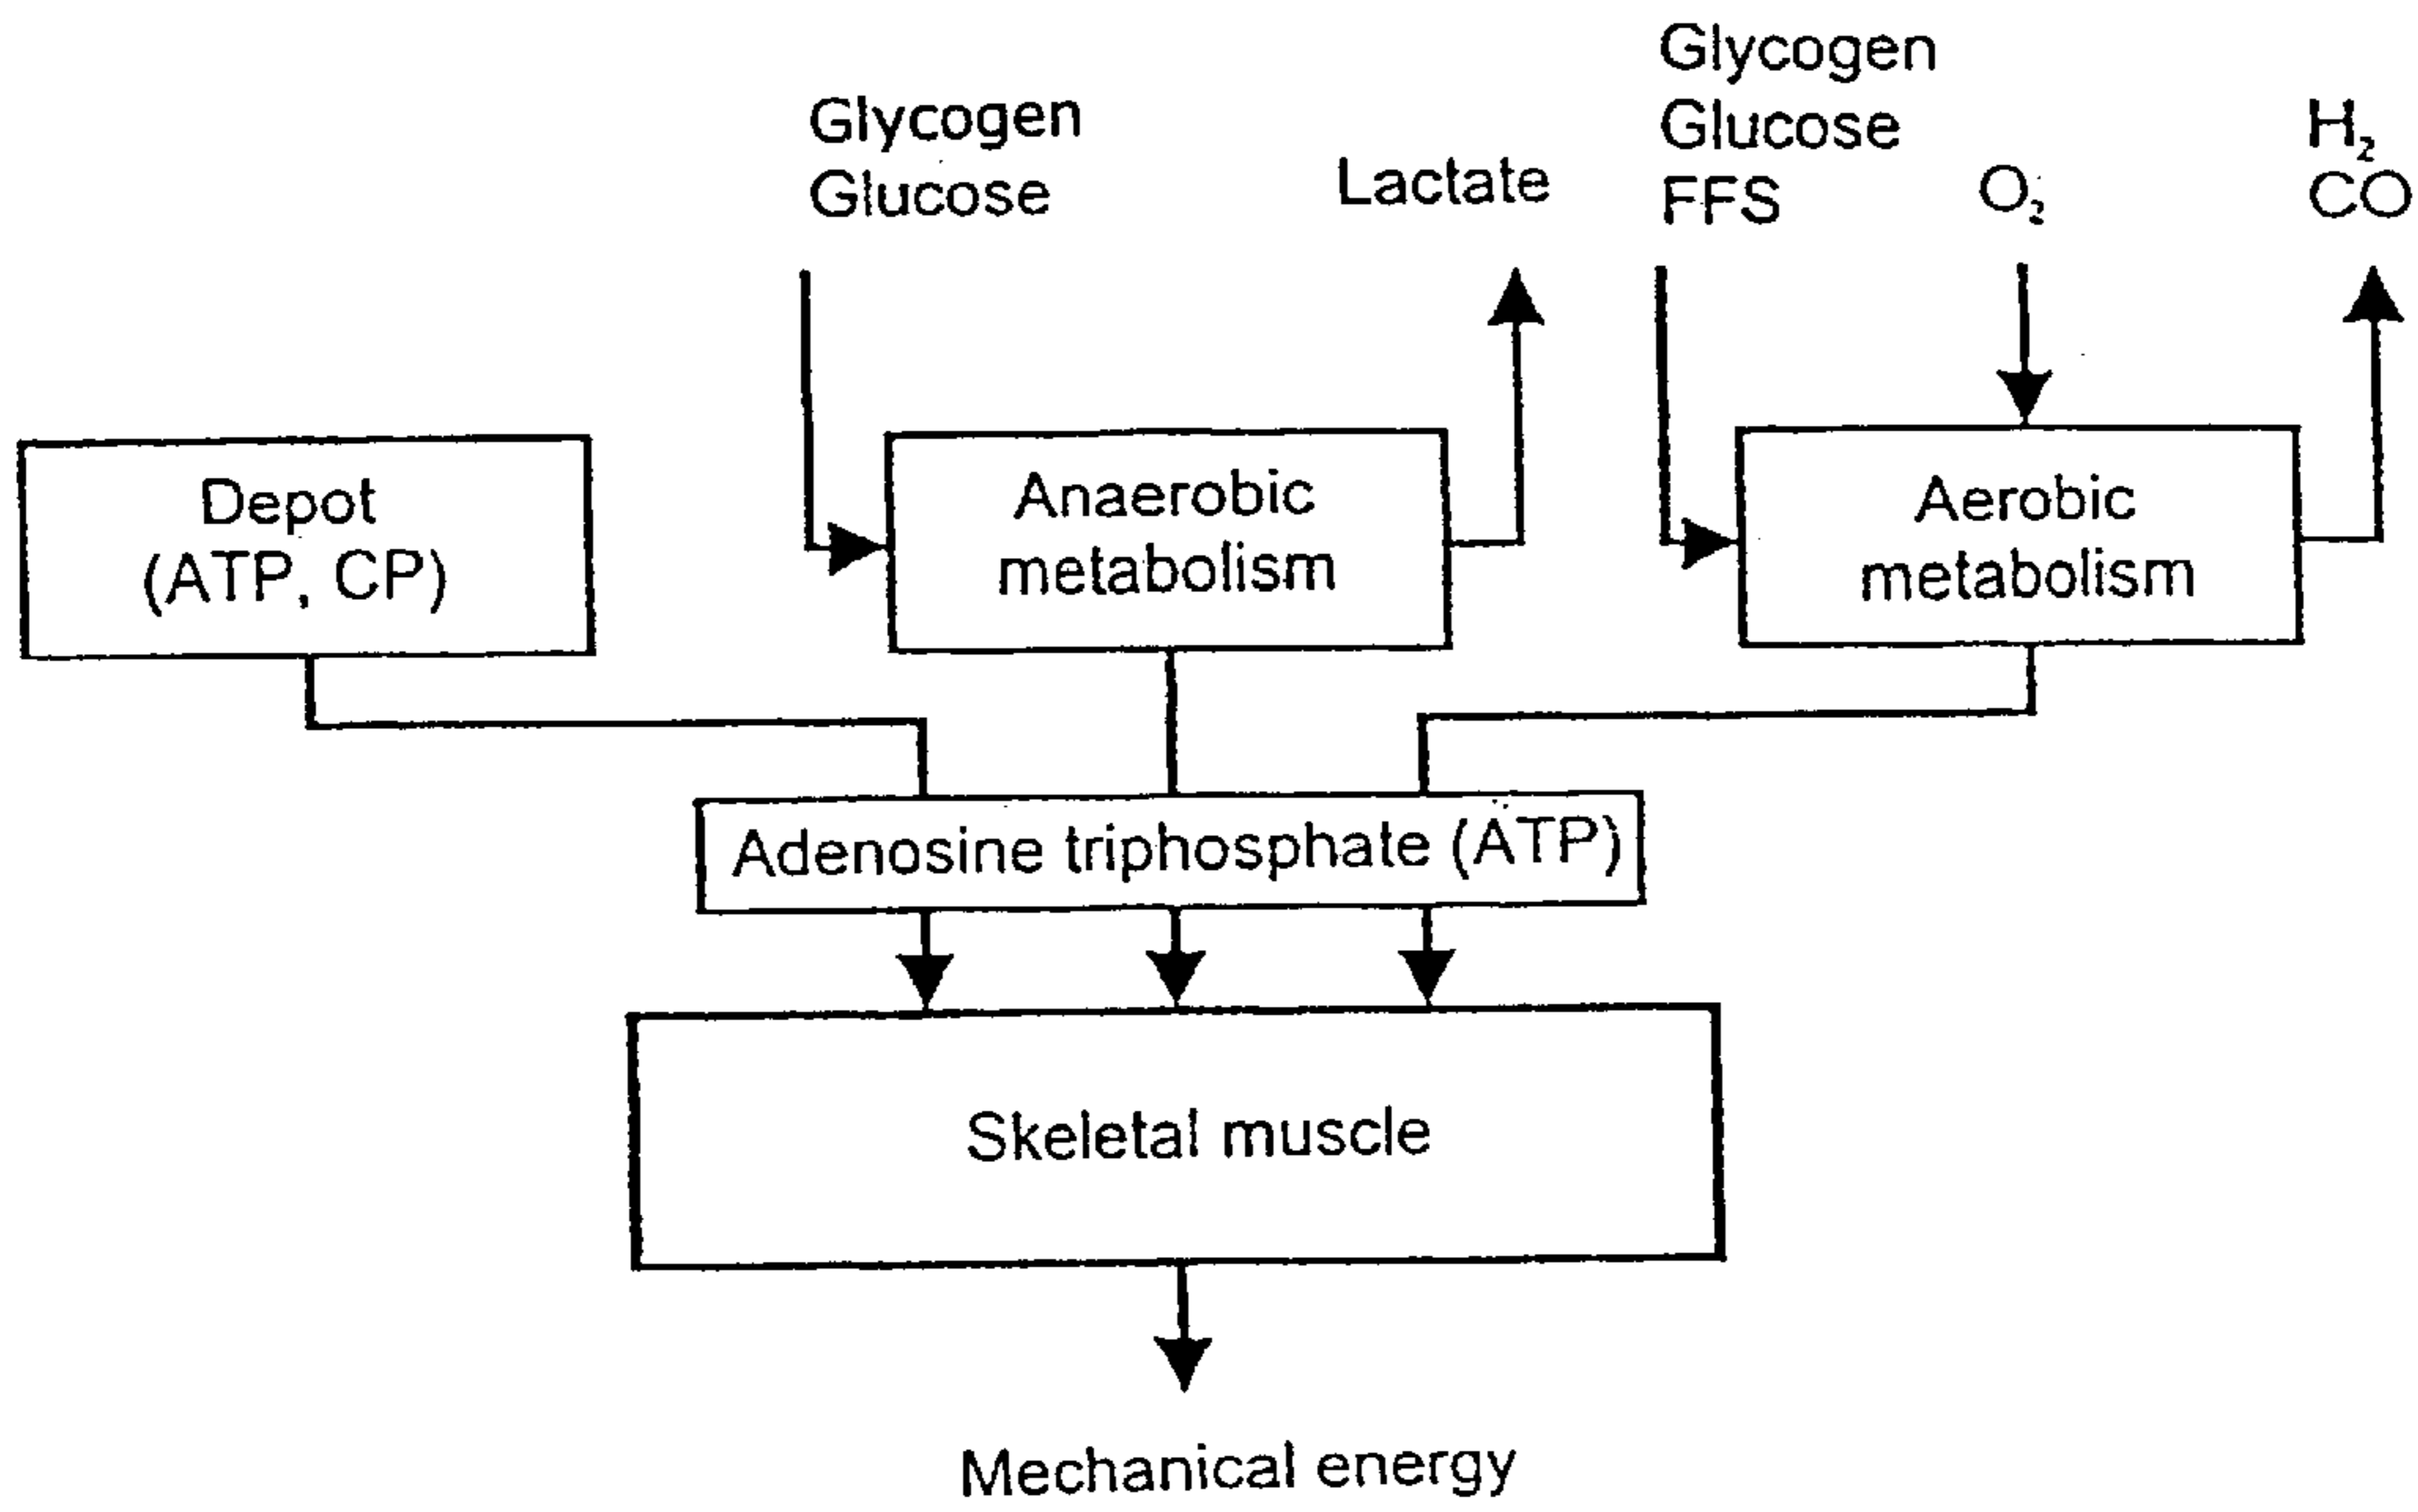 Glycogen
Glucose
Lactate
Glycogen
Glucose
FFS
O₂
H₂
CO
Depot
(ATP, CP)
Anaerobic
metabolism
Aerobic
metabolism
Adenosine triphosphate (ATP)
Skeletal muscle
Mechanical energy